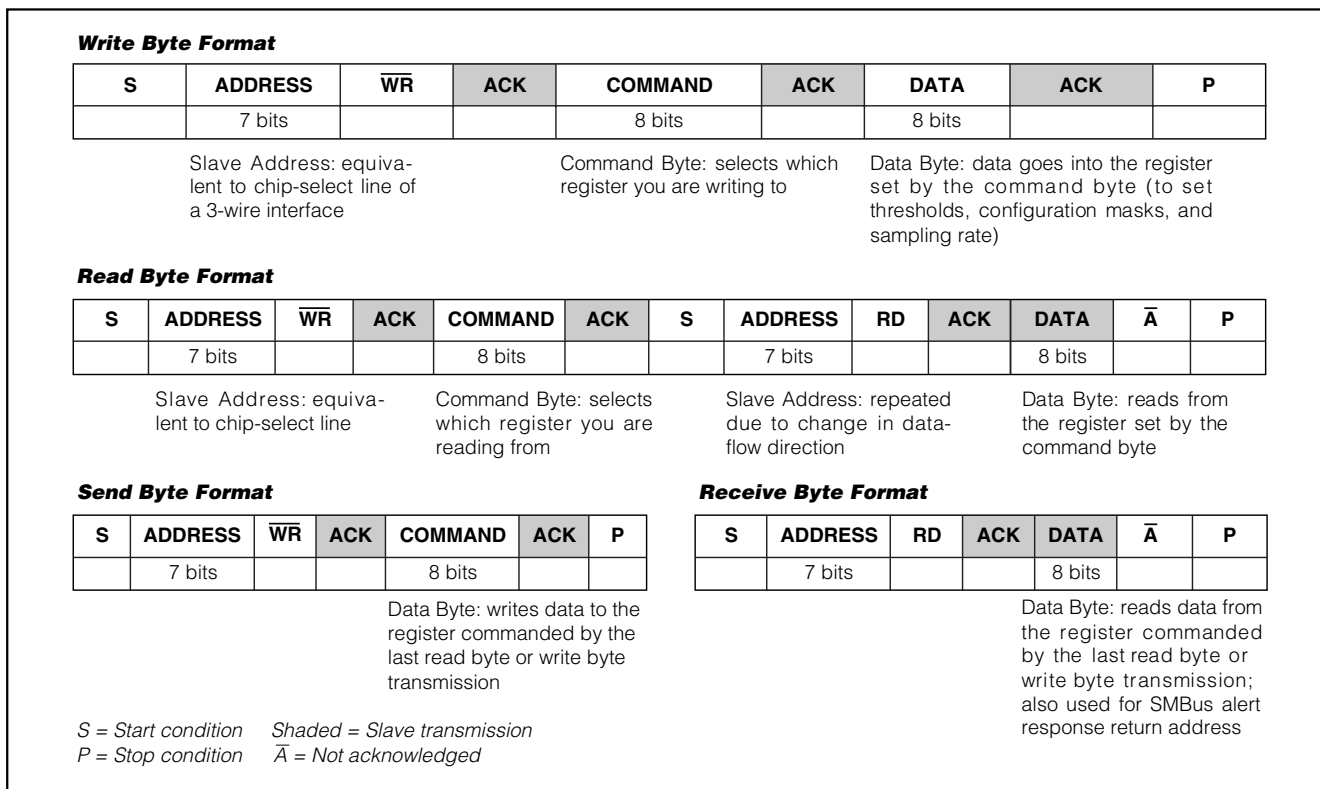 Write Byte Format
S ADDRESS W̅R̅ ACK COMMAND ACK DATA ACK P
7 bits 8 bits 8 bits
Slave Address: equiva-
lent to chip-select line of
a 3-wire interface
Command Byte: selects which
register you are writing to
Data Byte: data goes into the register
set by the command byte (to set
thresholds, configuration masks, and
sampling rate)
Read Byte Format
S ADDRESS W̅R̅ ACK COMMAND ACK S ADDRESS RD ACK DATA A̅ P
7 bits 8 bits 7 bits 8 bits
Slave Address: equiva-
lent to chip-select line
Command Byte: selects
which register you are
reading from
Slave Address: repeated
due to change in data-
flow direction
Data Byte: reads from
the register set by the
command byte
Send Byte Format
S ADDRESS W̅R̅ ACK COMMAND ACK P
7 bits 8 bits
Data Byte: writes data to the
register commanded by the
last read byte or write byte
transmission
Receive Byte Format
S ADDRESS RD ACK DATA A̅ P
7 bits 8 bits
Data Byte: reads data from
the register commanded
by the last read byte or
write byte transmission;
also used for SMBus alert
response return address
S = Start condition Shaded = Slave transmission
P = Stop condition A̅ = Not acknowledged